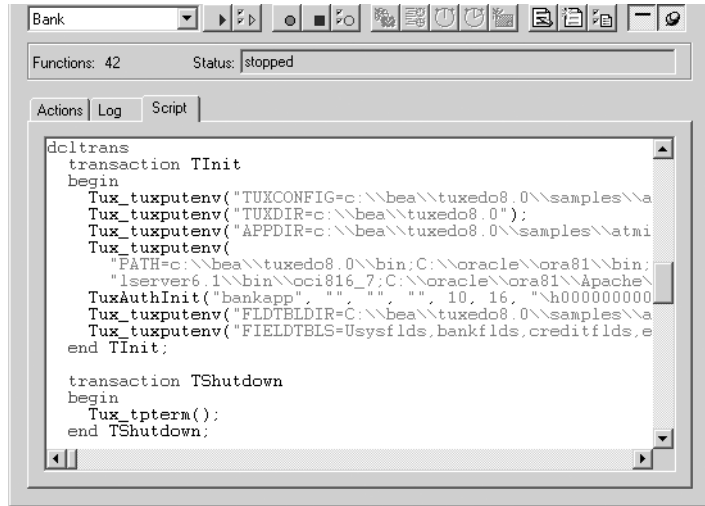 Bank
Functions: 42 Status: stopped
Actions Log Script
dcltrans
transaction TInit
begin
Tux_tuxputenv("TUXCONFIG=c:\\bea\\tuxedo8.0\\samples\\a
Tux_tuxputenv("TUXDIR=c:\\bea\\tuxedo8.0");
Tux_tuxputenv("APPDIR=c:\\bea\\tuxedo8.0\\samples\\atmi
Tux_tuxputenv(
"PATH=c:\\bea\\tuxedo8.0\\bin;C:\\oracle\\ora81\\bin;
"lserver6.1\\bin\\oci816_7;C:\\oracle\\ora81\\Apache\
TuxAuthInit("bankapp", "", "", "", 10, 16, "\h000000000
Tux_tuxputenv("FLDTBLDIR=C:\\bea\\tuxedo8.0\\samples\\a
Tux_tuxputenv("FIELDTBLS=Usysflds,bankflds,creditflds,e
end TInit;
transaction TShutdown
begin
Tux_tpterm();
end TShutdown;